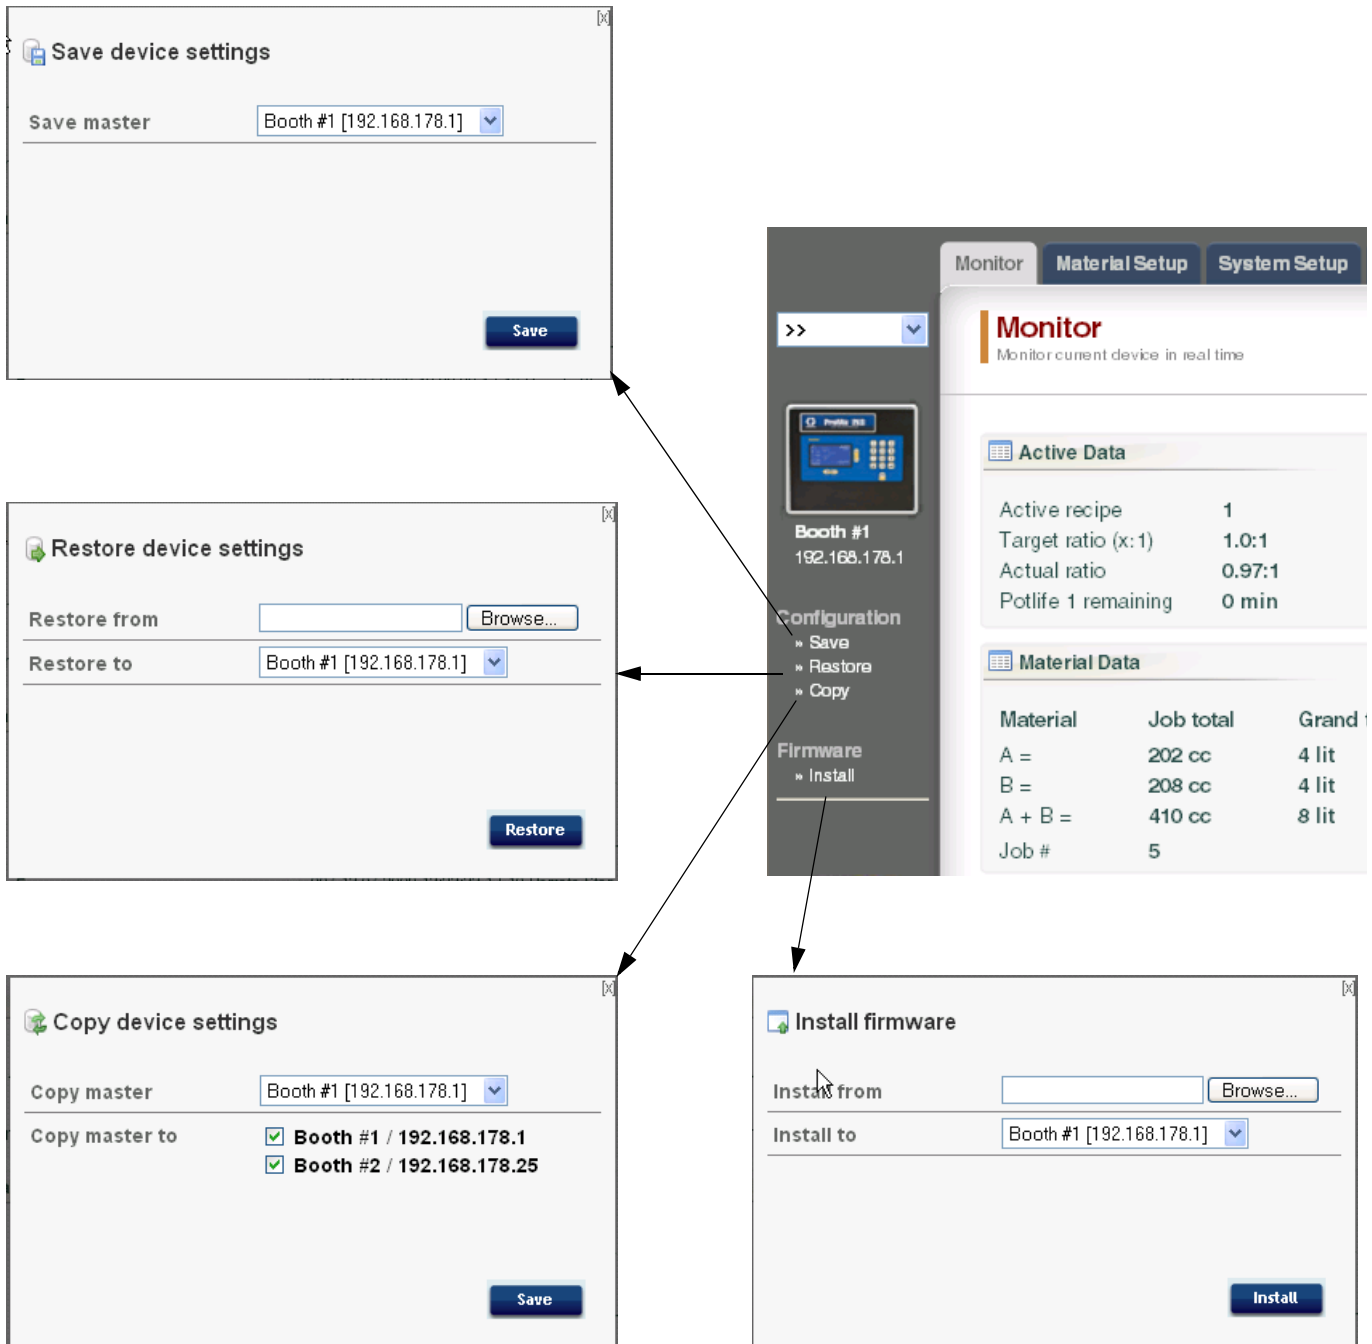 [x]
Save device settings
Save master
Booth #1 [192.168.178.1]
Save
[x]
Restore device settings
Restore from
Browse...
Restore to
Booth #1 [192.168.178.1]
Restore
[x]
Copy device settings
Copy master
Booth #1 [192.168.178.1]
Copy master to
Booth #1 / 192.168.178.1
Booth #2 / 192.168.178.25
Save
Monitor
Material Setup
System Setup
>>
Booth #1
192.168.178.1
Configuration
» Save
» Restore
» Copy
Firmware
» Install
Monitor
Monitor current device in real time
Active Data
Active recipe 1
Target ratio (x:1) 1.0:1
Actual ratio 0.97:1
Potlife 1 remaining 0 min
Material Data
Material Job total Grand
A = 202 cc 4 lit
B = 208 cc 4 lit
A + B = 410 cc 8 lit
Job # 5
[x]
Install firmware
Install from
Browse...
Install to
Booth #1 [192.168.178.1]
Install